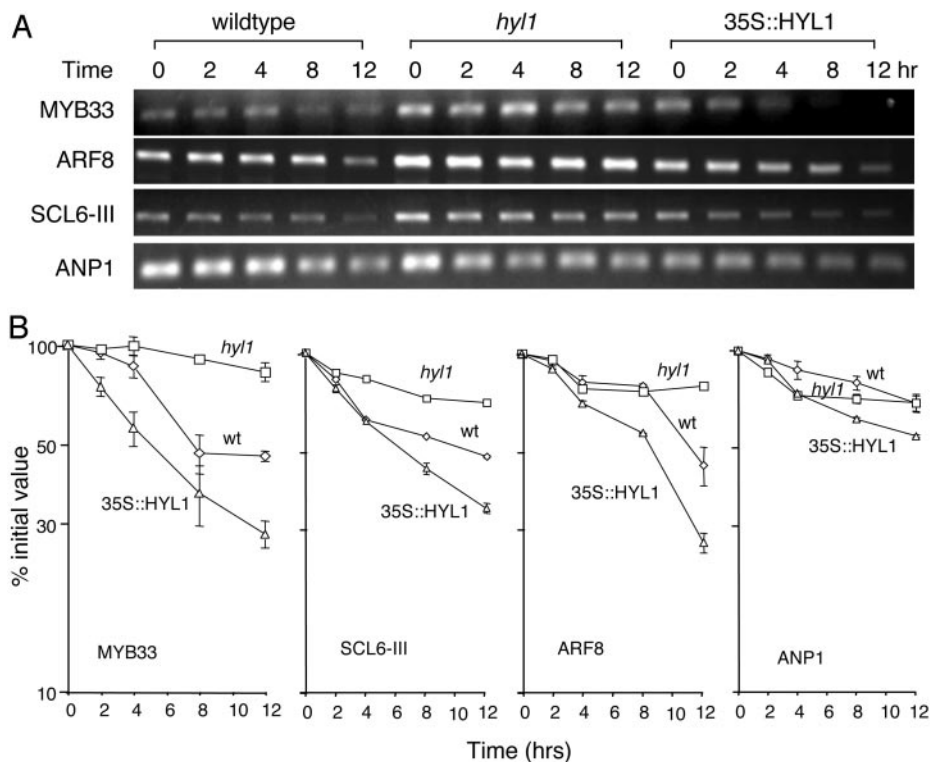 A
wildtype hyl1 35S::HYL1
Time 0 2 4 8 12 0 2 4 8 12 0 2 4 8 12 hr
MYB33
ARF8
SCL6-III
ANP1
B
% initial value
100
50
30
10
hyl1
wt
35S::HYL1
MYB33
0 2 4 6 8 10 12
hyl1
wt
35S::HYL1
SCL6-III
0 2 4 6 8 10 12
hyl1
wt
35S::HYL1
ARF8
0 2 4 6 8 10 12
wt
hyl1
35S::HYL1
ANP1
0 2 4 6 8 10 12
Time (hrs)